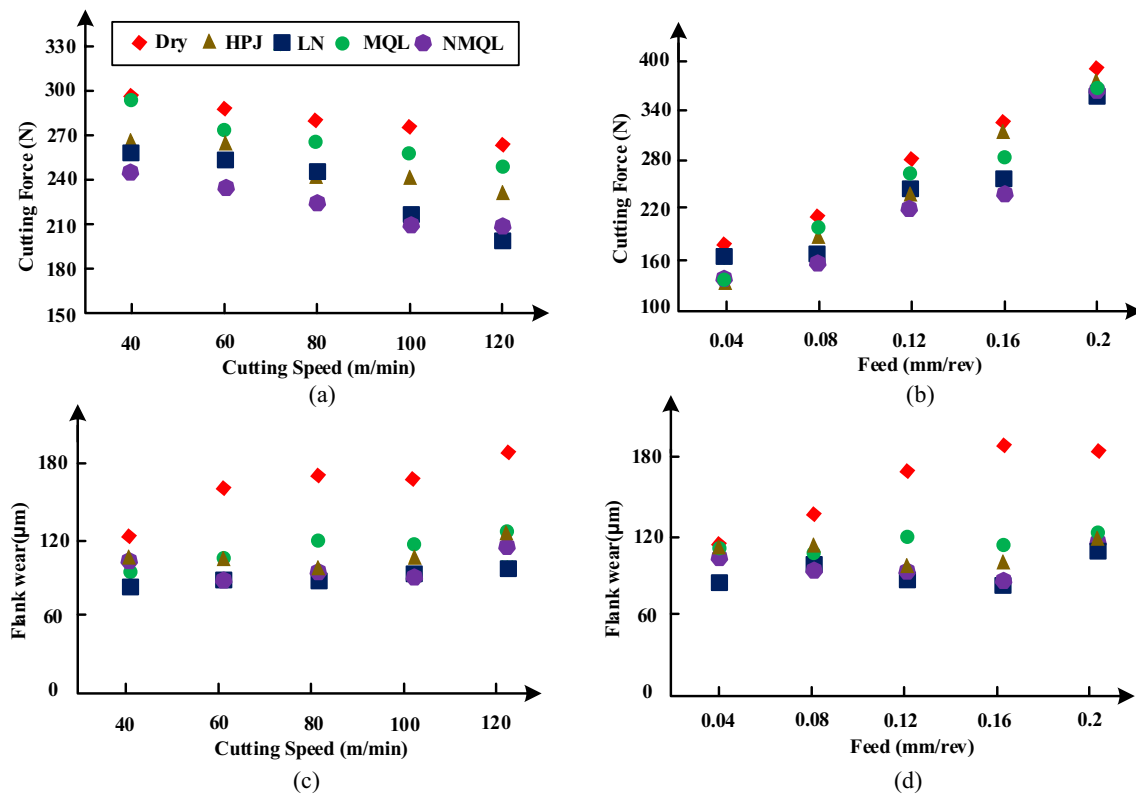 330
Dry HPJ LN MQL NMQL
300
270
240
210
180
150
Cutting Force (N)
40 60 80 100 120
Cutting Speed (m/min)
(a)
400
340
280
220
160
100
Cutting Force (N)
0.04 0.08 0.12 0.16 0.2
Feed (mm/rev)
(b)
180
120
60
0
Flank wear(µm)
40 60 80 100 120
Cutting Speed (m/min)
(c)
180
120
60
0
Flank wear(µm)
0.04 0.08 0.12 0.16 0.2
Feed (mm/rev)
(d)